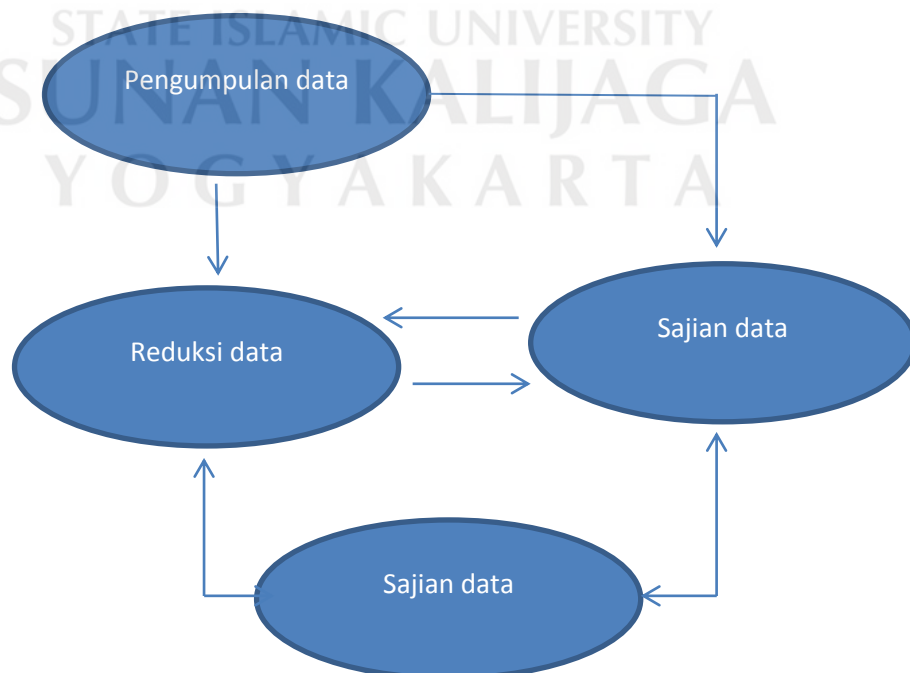 STATE ISLAMIC UNIVERSITY
SUNAN KALIJAGA
YOGYAKARTA
Pengumpulan data
Reduksi data
Sajian data
Sajian data